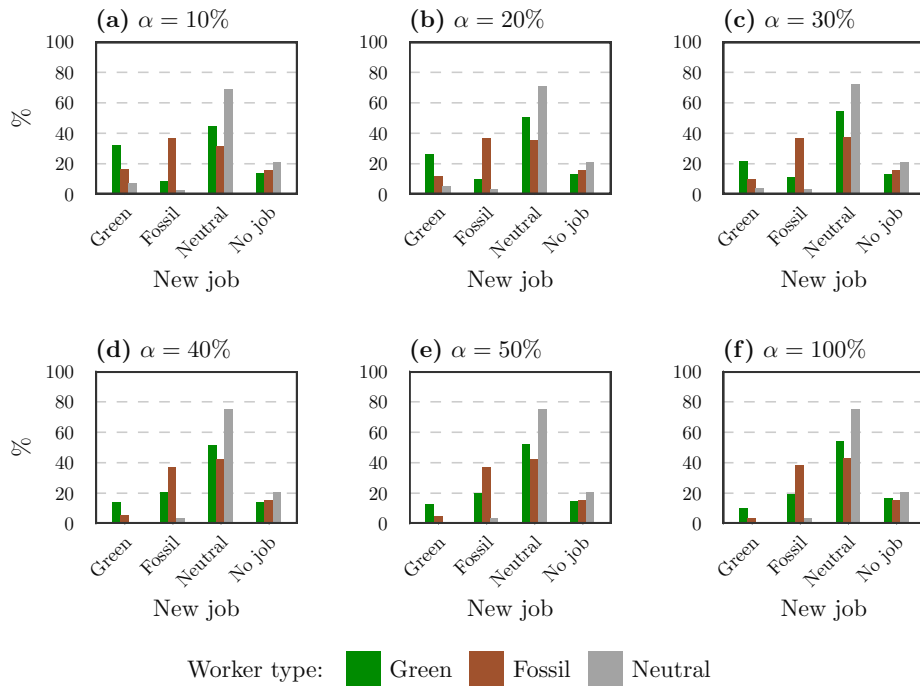 (a) α = 10%
(b) α = 20%
(c) α = 30%
%
100
80
60
40
20
0
100
80
60
40
20
0
100
80
60
40
20
0
Green Fossil Neutral No job
Green Fossil Neutral No job
Green Fossil Neutral No job
New job
New job
New job
(d) α = 40%
(e) α = 50%
(f) α = 100%
%
100
80
60
40
20
0
100
80
60
40
20
0
100
80
60
40
20
0
Green Fossil Neutral No job
Green Fossil Neutral No job
Green Fossil Neutral No job
New job
New job
New job
Worker type: Green Fossil Neutral